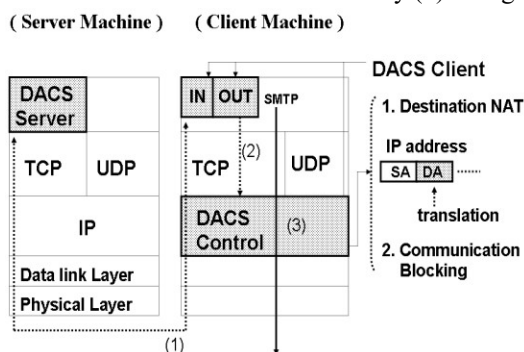 ( Server Machine )
( Client Machine )
DACS
Server
TCP
UDP
IP
Data link Layer
Physical Layer
(1)
IN
OUT
SMTP
(2)
TCP
UDP
DACS
Control
(3)
DACS Client
1. Destination NAT
IP address
SA
DA
translation
2. Communication
Blocking